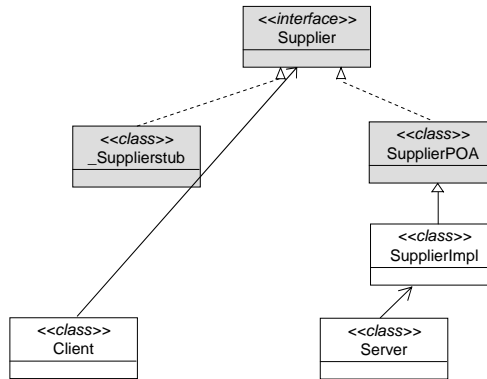 <<interface>>
Supplier
<<class>>
_Supplierstub
<<class>>
SupplierPOA
<<class>>
SupplierImpl
<<class>>
Client
<<class>>
Server